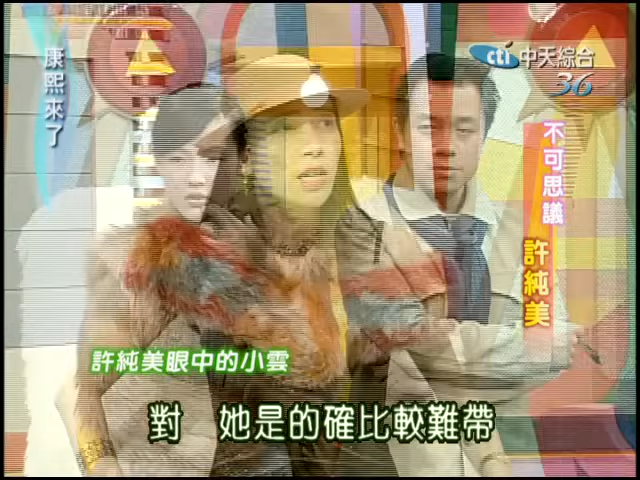 康熙來了
cti 中天綜合
36
不可思議
許純美
許純美眼中的小雲
對 她是的確比較難帶